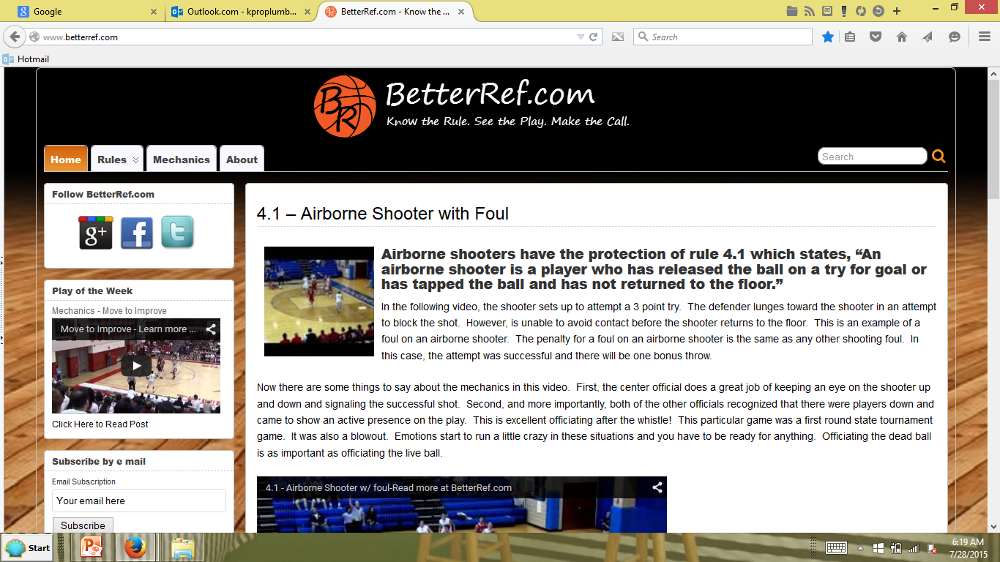 Google
Outlook.com - kproplumb...
BetterRef.com - Know the ...
www.betterref.com
Search
Hotmail
BR
BetterRef.com
Know the Rule. See the Play. Make the Call.
Home
Rules
Mechanics
About
Search
Follow BetterRef.com
g+
f
t
Play of the Week
Mechanics - Move to Improve
Move to Improve - Learn more ...
Click Here to Read Post
Subscribe by e mail
Email Subscription
Your email here
Subscribe
4.1 – Airborne Shooter with Foul
Airborne shooters have the protection of rule 4.1 which states, “An
airborne shooter is a player who has released the ball on a try for goal or
has tapped the ball and has not returned to the floor.”
In the following video, the shooter sets up to attempt a 3 point try.  The defender lunges toward the shooter in an attempt
to block the shot.  However, is unable to avoid contact before the shooter returns to the floor.  This is an example of a
foul on an airborne shooter.  The penalty for a foul on an airborne shooter is the same as any other shooting foul.  In
this case, the attempt was successful and there will be one bonus throw.
Now there are some things to say about the mechanics in this video.  First, the center official does a great job of keeping an eye on the shooter up
and down and signaling the successful shot.  Second, and more importantly, both of the other officials recognized that there were players down and
came to show an active presence on the play.  This is excellent officiating after the whistle!  This particular game was a first round state tournament
game.  It was also a blowout.  Emotions start to run a little crazy in these situations and you have to be ready for anything.  Officiating the dead ball
is as important as officiating the live ball.
4.1 - Airborne Shooter w/ foul-Read more at BetterRef.com
Start
6:19 AM
7/28/2015